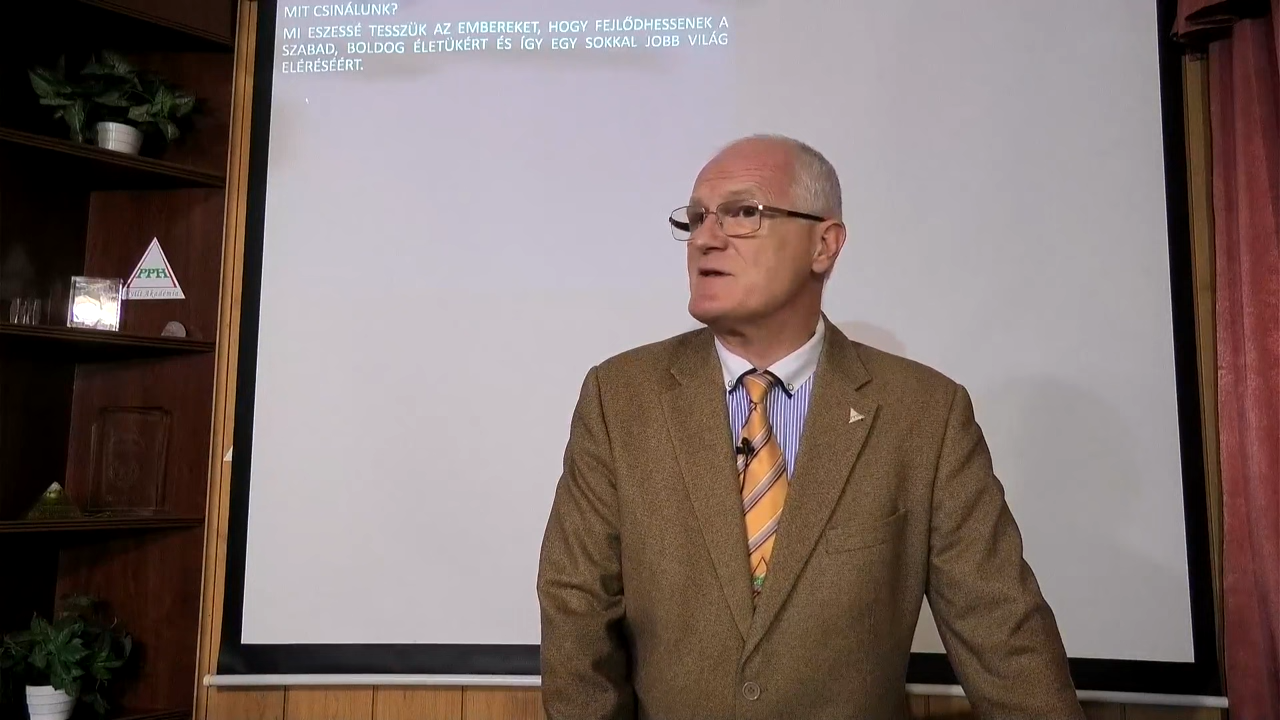 MIT CSINÁLUNK?
MI ESZESSÉ TESSZÜK AZ EMBEREKET, HOGY FEJLŐDHESSENEK A
SZABAD, BOLDOG ÉLETÜKÉRT ÉS ÍGY EGY SOKKAL JOBB VILÁG
ELÉRÉSÉÉRT.
PPH
Akadémia